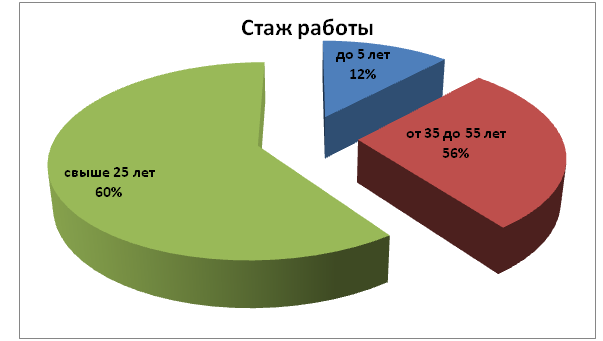 Стаж работы
до 5 лет
12%
от 35 до 55 лет
56%
свыше 25 лет
60%